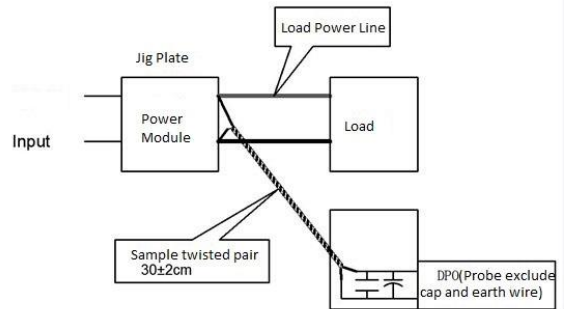 Load Power Line
Jig Plate
Power
Module
Load
Input
Sample twisted pair
30±2cm
DPO(Probe exclude
cap and earth wire)